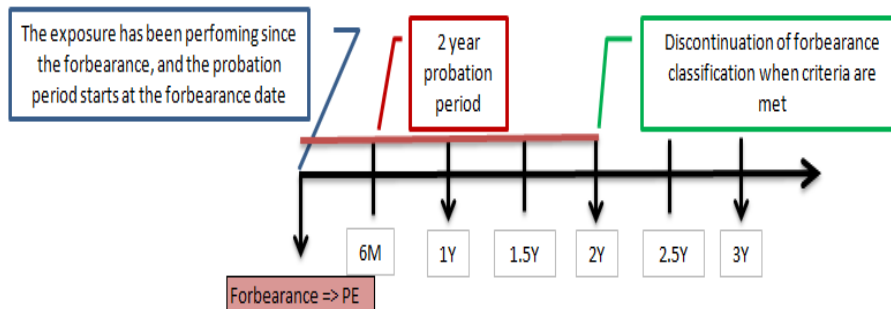 The exposure has been perfoming since
the forbearance, and the probation
period starts at the forbearance date
2 year
probation
period
Discontinuation of forbearance
classification when criteria are
met
6M
1Y
1.5Y
2Y
2.5Y
3Y
Forbearance => PE